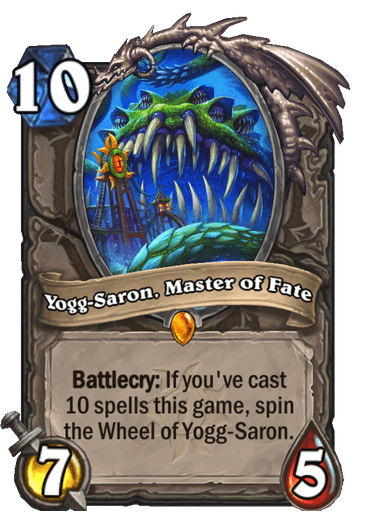 10
Yogg-Saron, Master of Fate
Battlecry: If you've cast
10 spells this game, spin
the Wheel of Yogg-Saron.
7
5